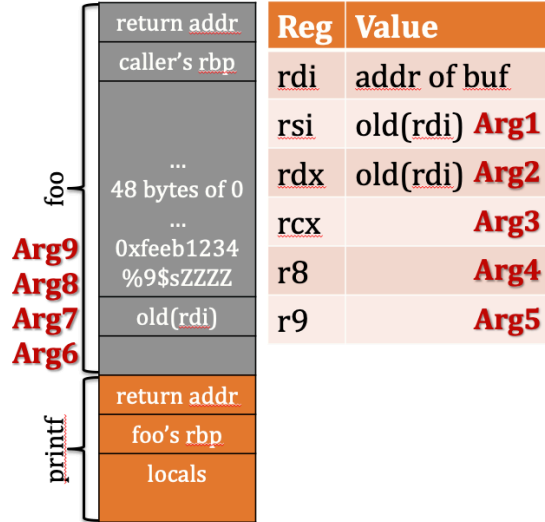 return addr
caller's rbp
...
48 bytes of 0
...
0xfeeb1234
%9$sZZZZ
old(rdi)
return addr
foo's rbp
locals
foo
printf
Arg9
Arg8
Arg7
Arg6
Reg Value
rdi addr of buf
rsi old(rdi) Arg1
rdx old(rdi) Arg2
rcx Arg3
r8 Arg4
r9 Arg5